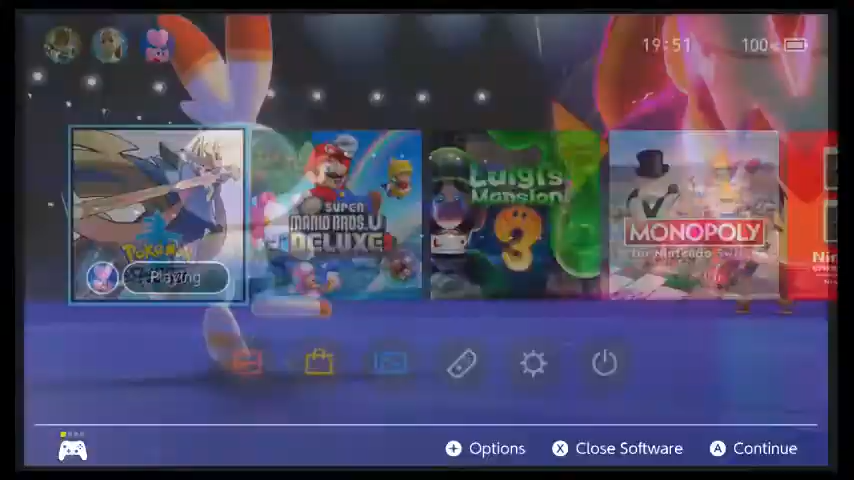 19:51
100
SUPER
MARIO BROS. U
DELUXE
Luigi's
Mansion
3
MONOPOLY
for Nintendo Switch
Pokémon
Playing
Options
Close Software
Continue